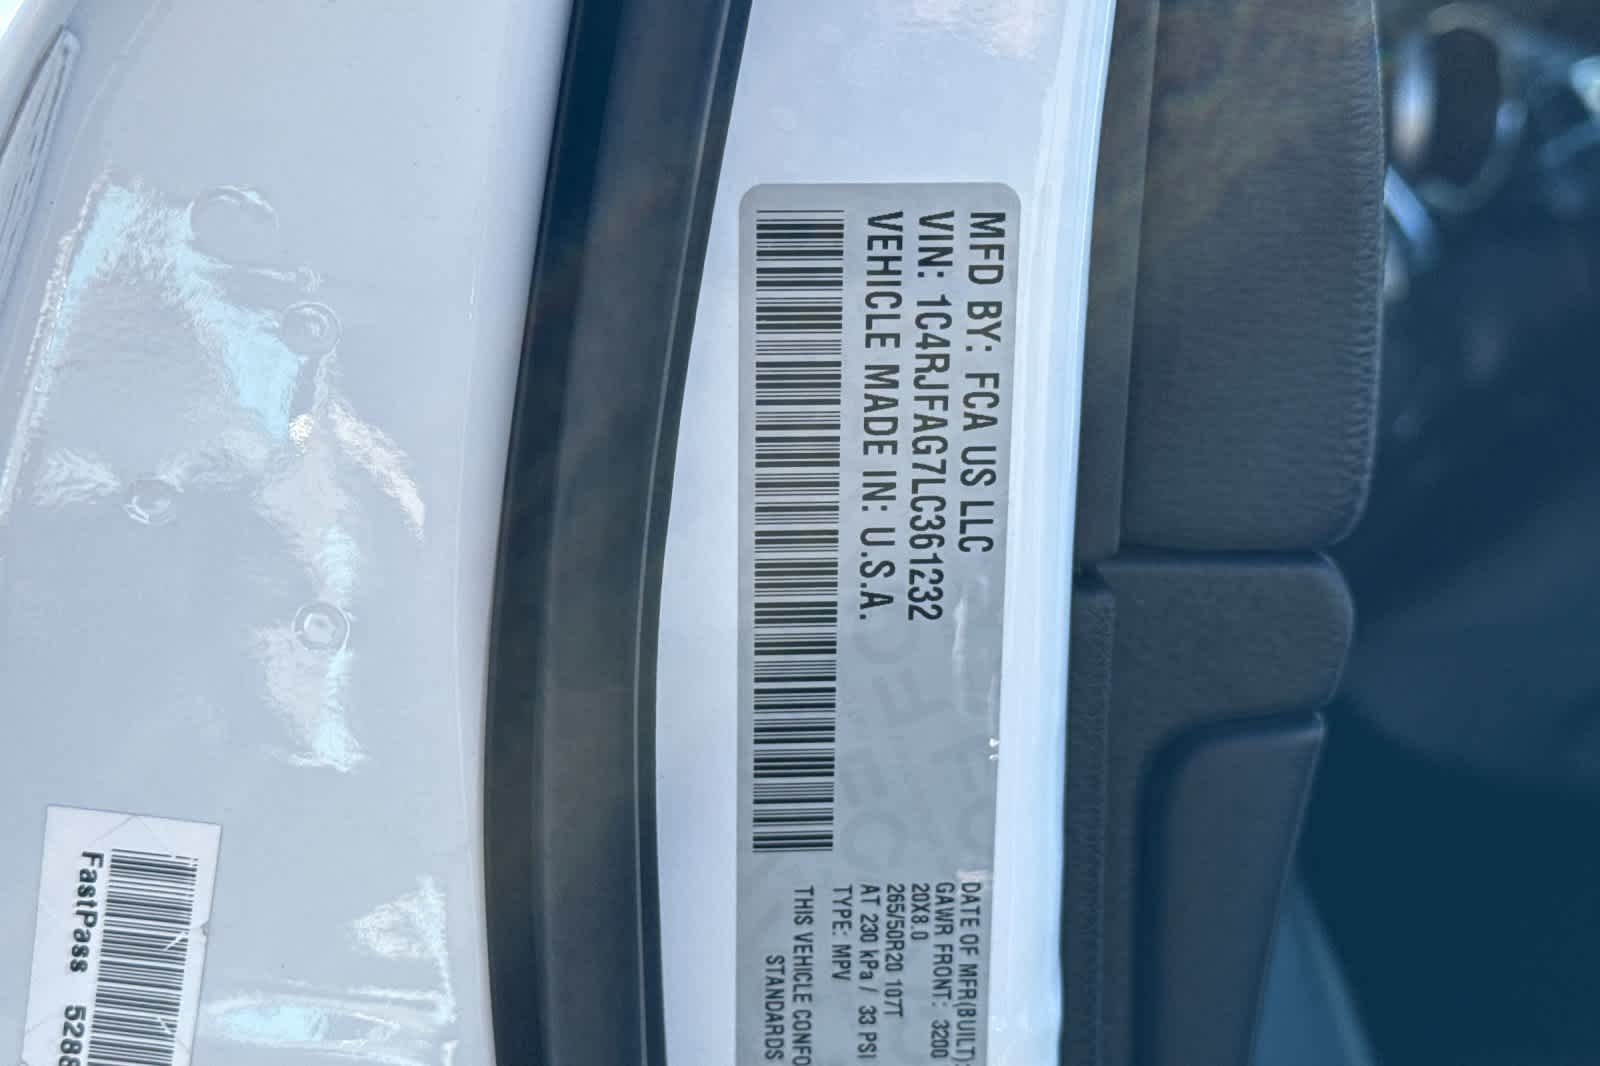 MFD BY: FCA US LLC
VIN: 1C4RJFAG7LC361232
VEHICLE MADE IN: U.S.A.
DATE OF MFR(BUILT):
GAWR FRONT: 3200
20X8.0
265/50R20 107T
AT 230 kPa / 33 PSI
TYPE: MPV
THIS VEHICLE CONFO
STANDARDS
FastPass 5288